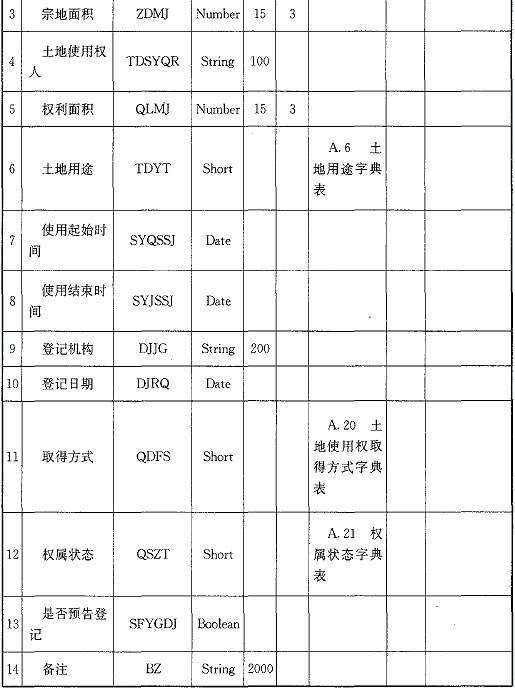 3 宗地面积 ZDMJ Number 15 3
4 土地使用权人 TDSYQR String 100
5 权利面积 QLMJ Number 15 3
6 土地用途 TDYT Short A.6 土地用途字典表
7 使用起始时间 SYQSSJ Date
8 使用结束时间 SYJSSJ Date
9 登记机构 DJJG String 200
10 登记日期 DJRQ Date
11 取得方式 QDFS Short A.20 土地使用权取得方式字典表
12 权属状态 QSZT Short A.21 权属状态字典表
13 是否预告登记 SFYGDJ Boolean
14 备注 BZ String 2000